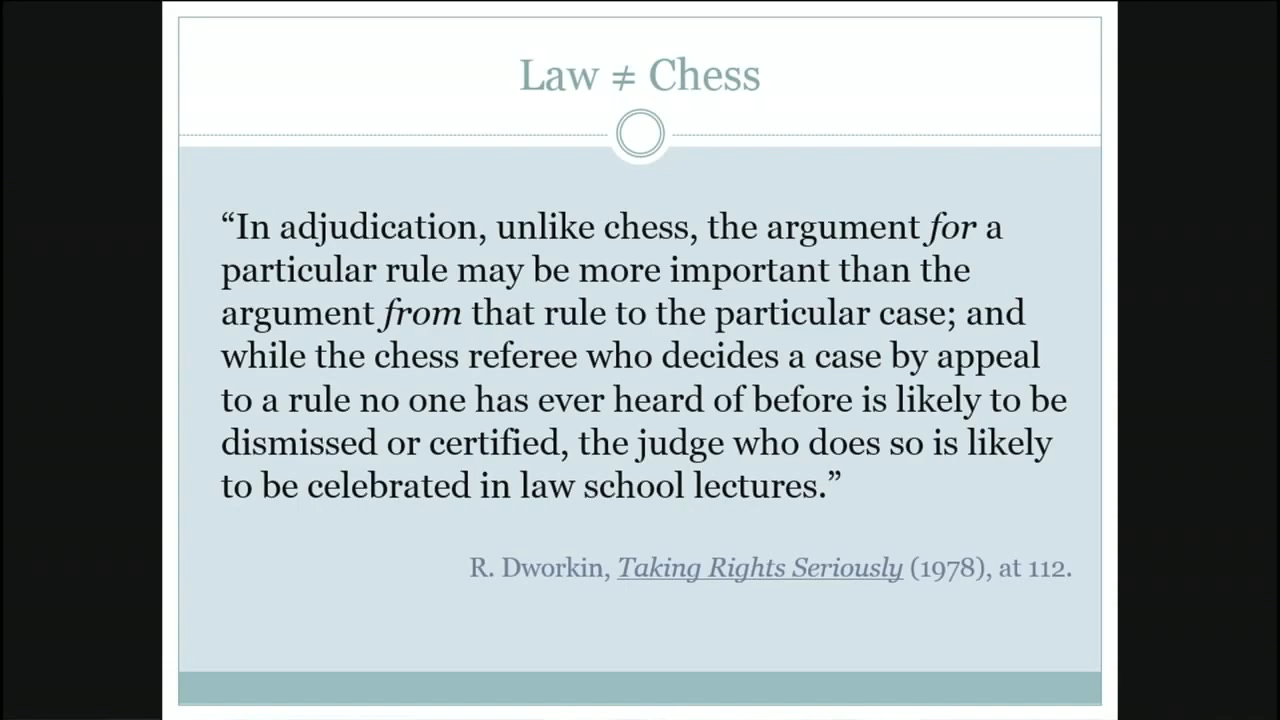 Law ≠ Chess
“In adjudication, unlike chess, the argument for a
particular rule may be more important than the
argument from that rule to the particular case; and
while the chess referee who decides a case by appeal
to a rule no one has ever heard of before is likely to be
dismissed or certified, the judge who does so is likely
to be celebrated in law school lectures.”
R. Dworkin, Taking Rights Seriously (1978), at 112.